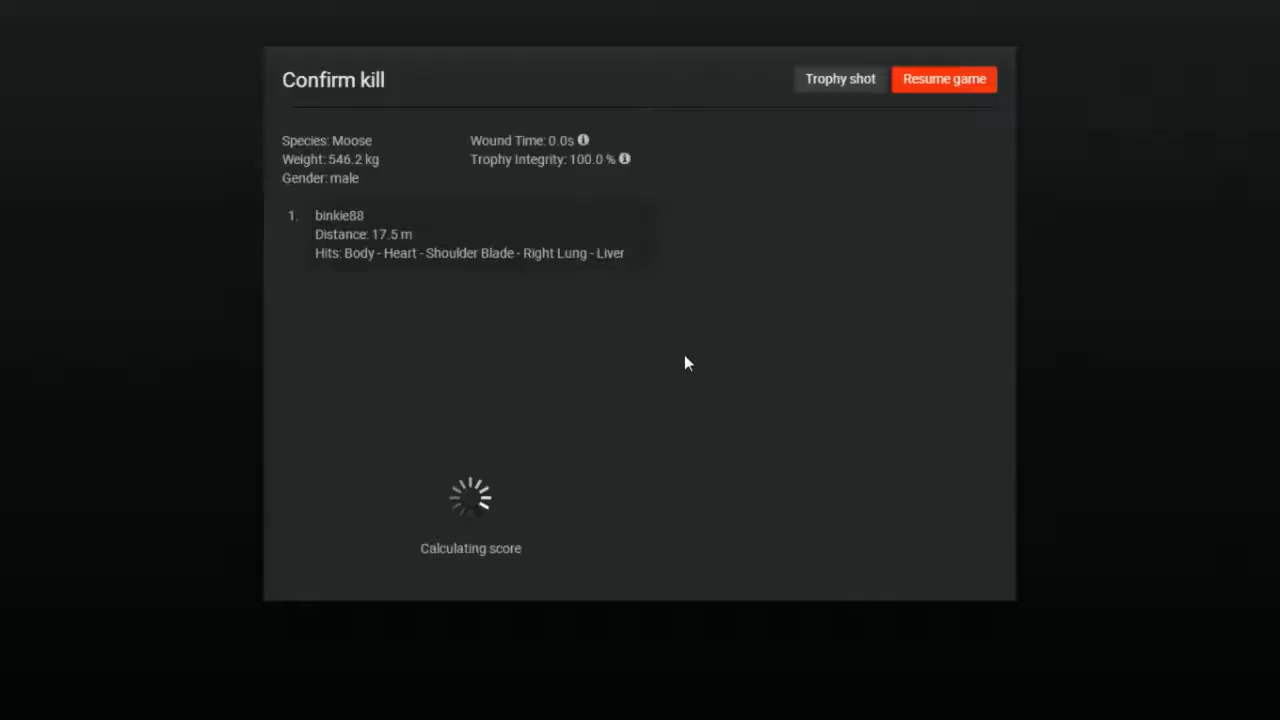 Confirm kill
Trophy shot
Resume game
Species: Moose
Weight: 546.2 kg
Gender: male
Wound Time: 0.0s
Trophy Integrity: 100.0 %
1.
binkie88
Distance: 17.5 m
Hits: Body - Heart - Shoulder Blade - Right Lung - Liver
Calculating score